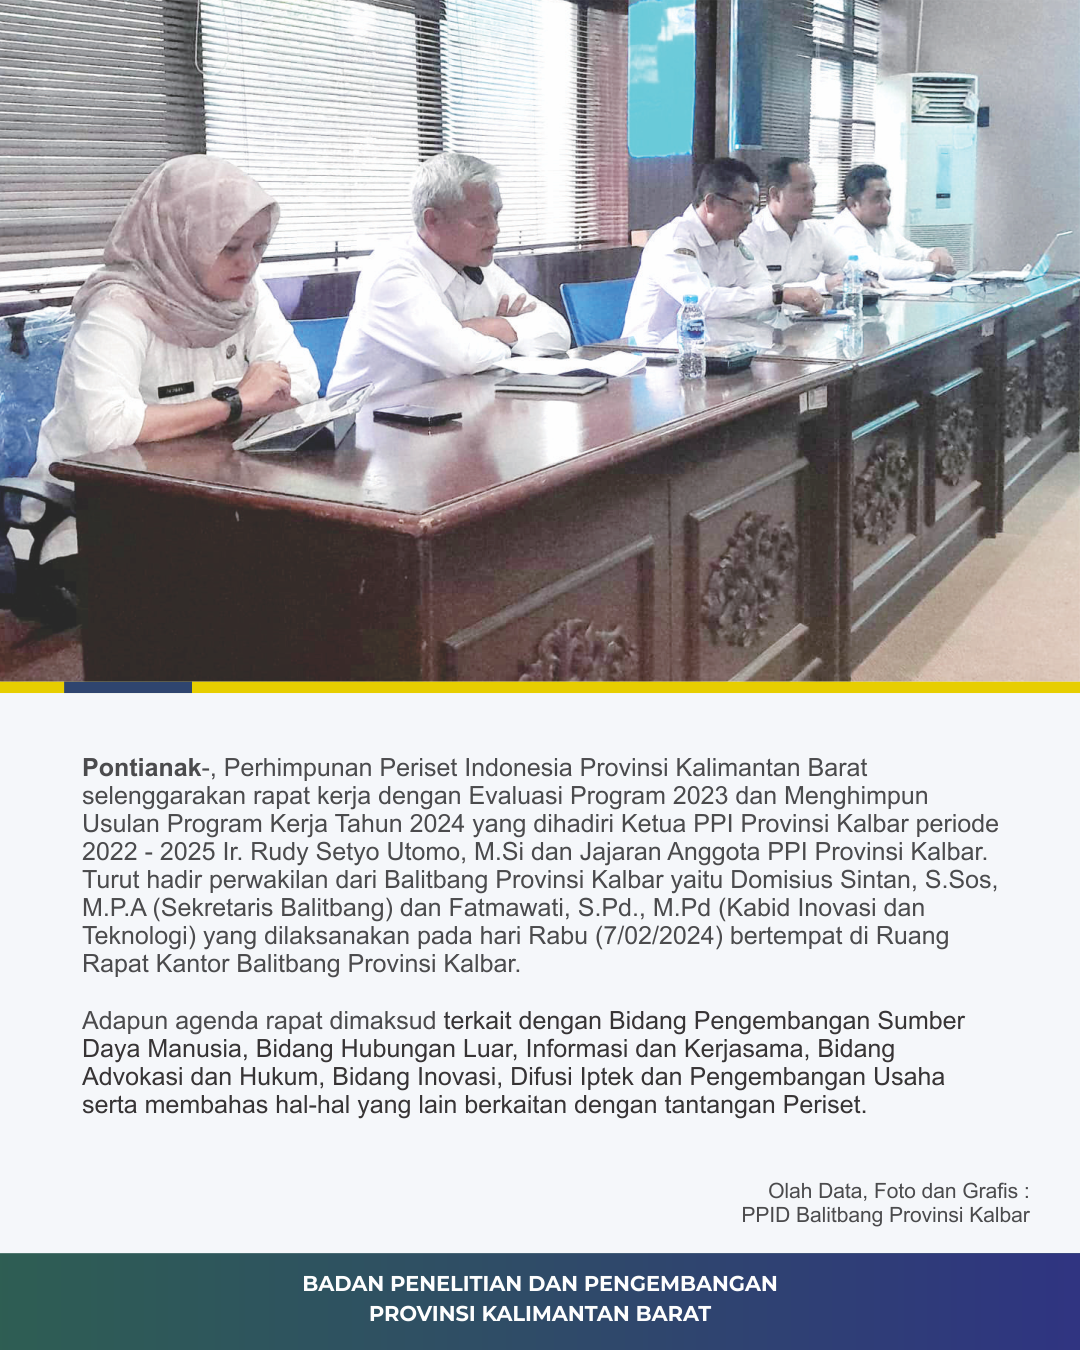 Pontianak-, Perhimpunan Periset Indonesia Provinsi Kalimantan Barat
selenggarakan rapat kerja dengan Evaluasi Program 2023 dan Menghimpun
Usulan Program Kerja Tahun 2024 yang dihadiri Ketua PPI Provinsi Kalbar periode
2022 - 2025 Ir. Rudy Setyo Utomo, M.Si dan Jajaran Anggota PPI Provinsi Kalbar.
Turut hadir perwakilan dari Balitbang Provinsi Kalbar yaitu Domisius Sintan, S.Sos,
M.P.A (Sekretaris Balitbang) dan Fatmawati, S.Pd., M.Pd (Kabid Inovasi dan
Teknologi) yang dilaksanakan pada hari Rabu (7/02/2024) bertempat di Ruang
Rapat Kantor Balitbang Provinsi Kalbar.
Adapun agenda rapat dimaksud terkait dengan Bidang Pengembangan Sumber
Daya Manusia, Bidang Hubungan Luar, Informasi dan Kerjasama, Bidang
Advokasi dan Hukum, Bidang Inovasi, Difusi Iptek dan Pengembangan Usaha
serta membahas hal-hal yang lain berkaitan dengan tantangan Periset.
Olah Data, Foto dan Grafis :
PPID Balitbang Provinsi Kalbar
BADAN PENELITIAN DAN PENGEMBANGAN
PROVINSI KALIMANTAN BARAT